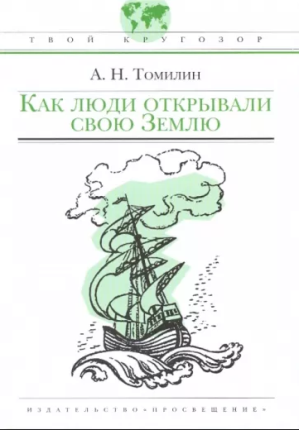 ТВОЙ КРУГОЗОР
А. Н. Томилин
Как люди открывали
свою Землю
ИЗДАТЕЛЬСТВО «ПРОСВЕЩЕНИЕ»